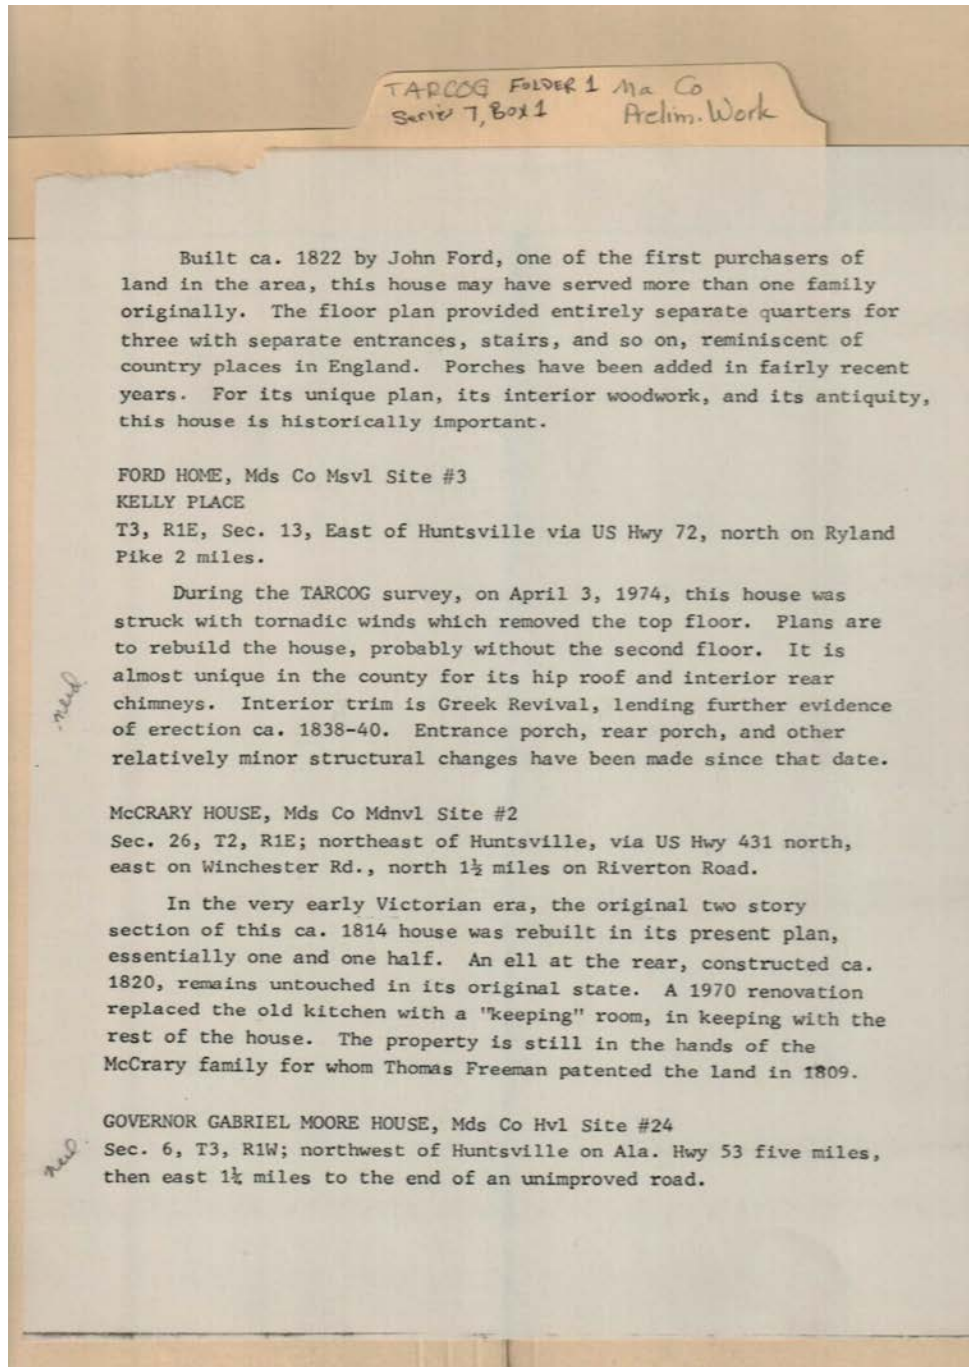 TARCOG FOLDER 1 Ma Co
Series 7, Box 1 Prelim. Work
Built ca. 1822 by John Ford, one of the first purchasers of
land in the area, this house may have served more than one family
originally. The floor plan provided entirely separate quarters for
three with separate entrances, stairs, and so on, reminiscent of
country places in England. Porches have been added in fairly recent
years. For its unique plan, its interior woodwork, and its antiquity,
this house is historically important.
FORD HOME, Mds Co Msvl Site #3
KELLY PLACE
T3, R1E, Sec. 13, East of Huntsville via US Hwy 72, north on Ryland
Pike 2 miles.
During the TARCOG survey, on April 3, 1974, this house was
struck with tornadic winds which removed the top floor. Plans are
to rebuild the house, probably without the second floor. It is
almost unique in the county for its hip roof and interior rear
need
chimneys. Interior trim is Greek Revival, lending further evidence
of erection ca. 1838-40. Entrance porch, rear porch, and other
relatively minor structural changes have been made since that date.
McCRARY HOUSE, Mds Co Mdnvl Site #2
Sec. 26, T2, R1E; northeast of Huntsville, via US Hwy 431 north,
east on Winchester Rd., north 1½ miles on Riverton Road.
In the very early Victorian era, the original two story
section of this ca. 1814 house was rebuilt in its present plan,
essentially one and one half. An ell at the rear, constructed ca.
1820, remains untouched in its original state. A 1970 renovation
replaced the old kitchen with a "keeping" room, in keeping with the
rest of the house. The property is still in the hands of the
McCrary family for whom Thomas Freeman patented the land in 1809.
GOVERNOR GABRIEL MOORE HOUSE, Mds Co Hvl Site #24
need
Sec. 6, T3, R1W; northwest of Huntsville on Ala. Hwy 53 five miles,
then east 1¼ miles to the end of an unimproved road.